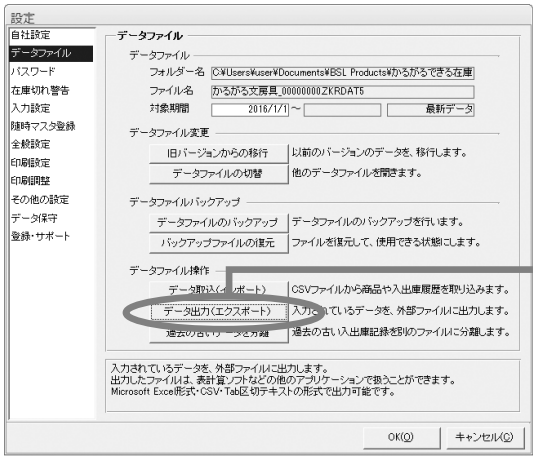 設定
自社設定
データファイル
パスワード
在庫切れ警告
入力設定
随時マスタ登録
全般設定
印刷設定
印刷調整
その他の設定
データ保守
登録・サポート
データファイル
データファイル
フォルダー名 C:¥Users¥user¥Documents¥BSL Products¥かるがるできる在庫
ファイル名 かるがる文房具_00000000.ZKRDAT5
対象期間 2016/1/1 ～ 最新データ
データファイル変更
旧バージョンからの移行 以前のバージョンのデータを、移行します。
データファイルの切替 他のデータファイルを開きます。
データファイルバックアップ
データファイルのバックアップ データファイルのバックアップを行います。
バックアップファイルの復元 ファイルを復元して、使用できる状態にします。
データファイル操作
データ取込(インポート) CSVファイルから商品や入出庫履歴を取り込みます。
データ出力(エクスポート) 入力されているデータを、外部ファイルに出力します。
過去の古いデータを分離 過去の古い入出庫記録を別のファイルに分離します。
入力されているデータを、外部ファイルに出力します。
出力したファイルは、表計算ソフトなどの他のアプリケーションで扱うことができます。
Microsoft Excel形式・CSV・Tab区切テキストの形式で出力可能です。
OK(O) キャンセル(C)